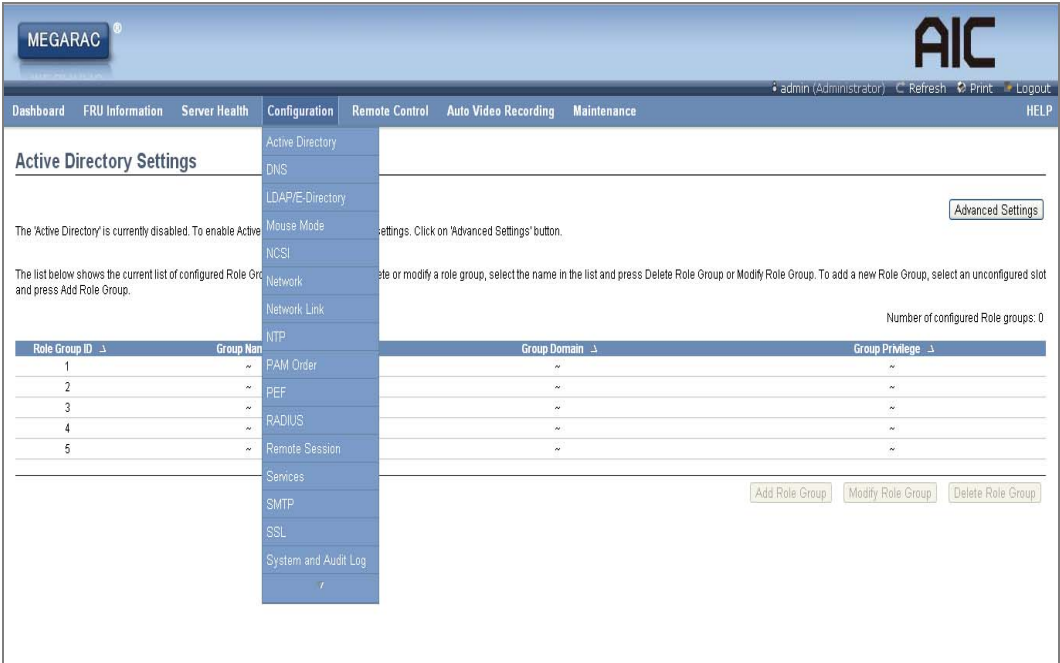 MEGARAC ®
AIC
admin (Administrator) Refresh Print Logout
Dashboard FRU Information Server Health Configuration Remote Control Auto Video Recording Maintenance HELP
Active Directory Settings
Advanced Settings
The 'Active Directory' is currently disabled. To enable Active ettings. Click on 'Advanced Settings' button.
The list below shows the current list of configured Role Gro ete or modify a role group, select the name in the list and press Delete Role Group or Modify Role Group. To add a new Role Group, select an unconfigured slot
and press Add Role Group.
Number of configured Role groups: 0
Role Group ID Group Nam Group Domain Group Privilege
1 ~ ~ ~
2 ~ ~ ~
3 ~ ~ ~
4 ~ ~ ~
5 ~ ~ ~
Add Role Group Modify Role Group Delete Role Group
Active Directory
DNS
LDAP/E-Directory
Mouse Mode
NCSI
Network
Network Link
NTP
PAM Order
PEF
RADIUS
Remote Session
Services
SMTP
SSL
System and Audit Log